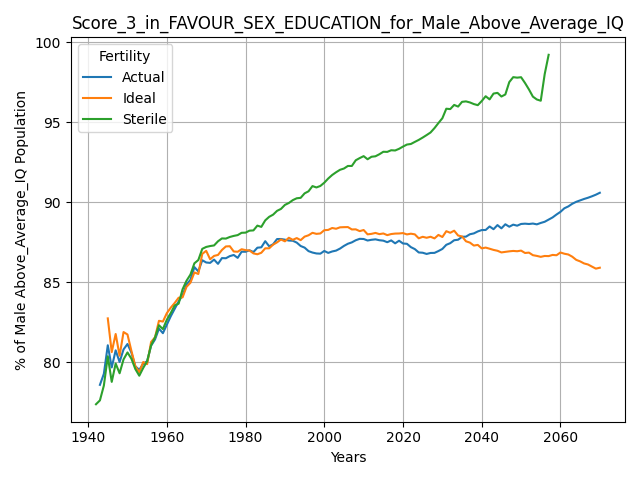 Score_3_in_FAVOUR_SEX_EDUCATION_for_Male_Above_Average_IQ
Fertility
Actual
Ideal
Sterile
% of Male Above_Average_IQ Population
100
95
90
85
80
1940
1960
1980
2000
2020
2040
2060
Years